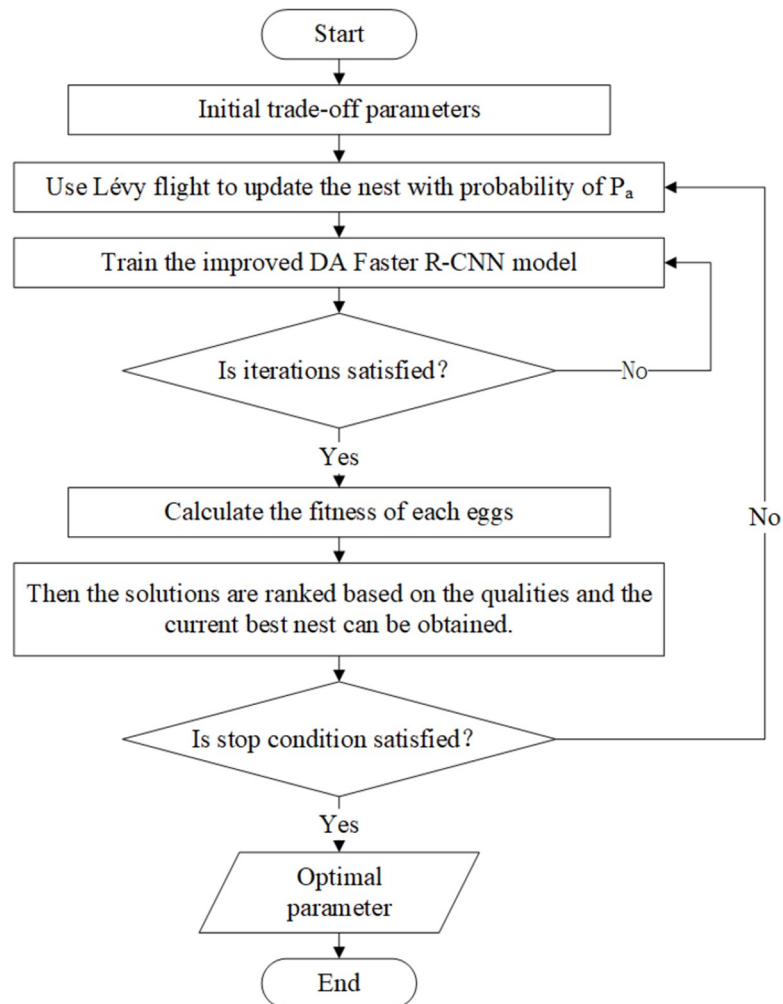 Start
Initial trade-off parameters
Use Lévy flight to update the nest with probability of Pₐ
Train the improved DA Faster R-CNN model
Is iterations satisfied?
No
Yes
Calculate the fitness of each eggs
No
Then the solutions are ranked based on the qualities and the
current best nest can be obtained.
Is stop condition satisfied?
Yes
Optimal
parameter
End